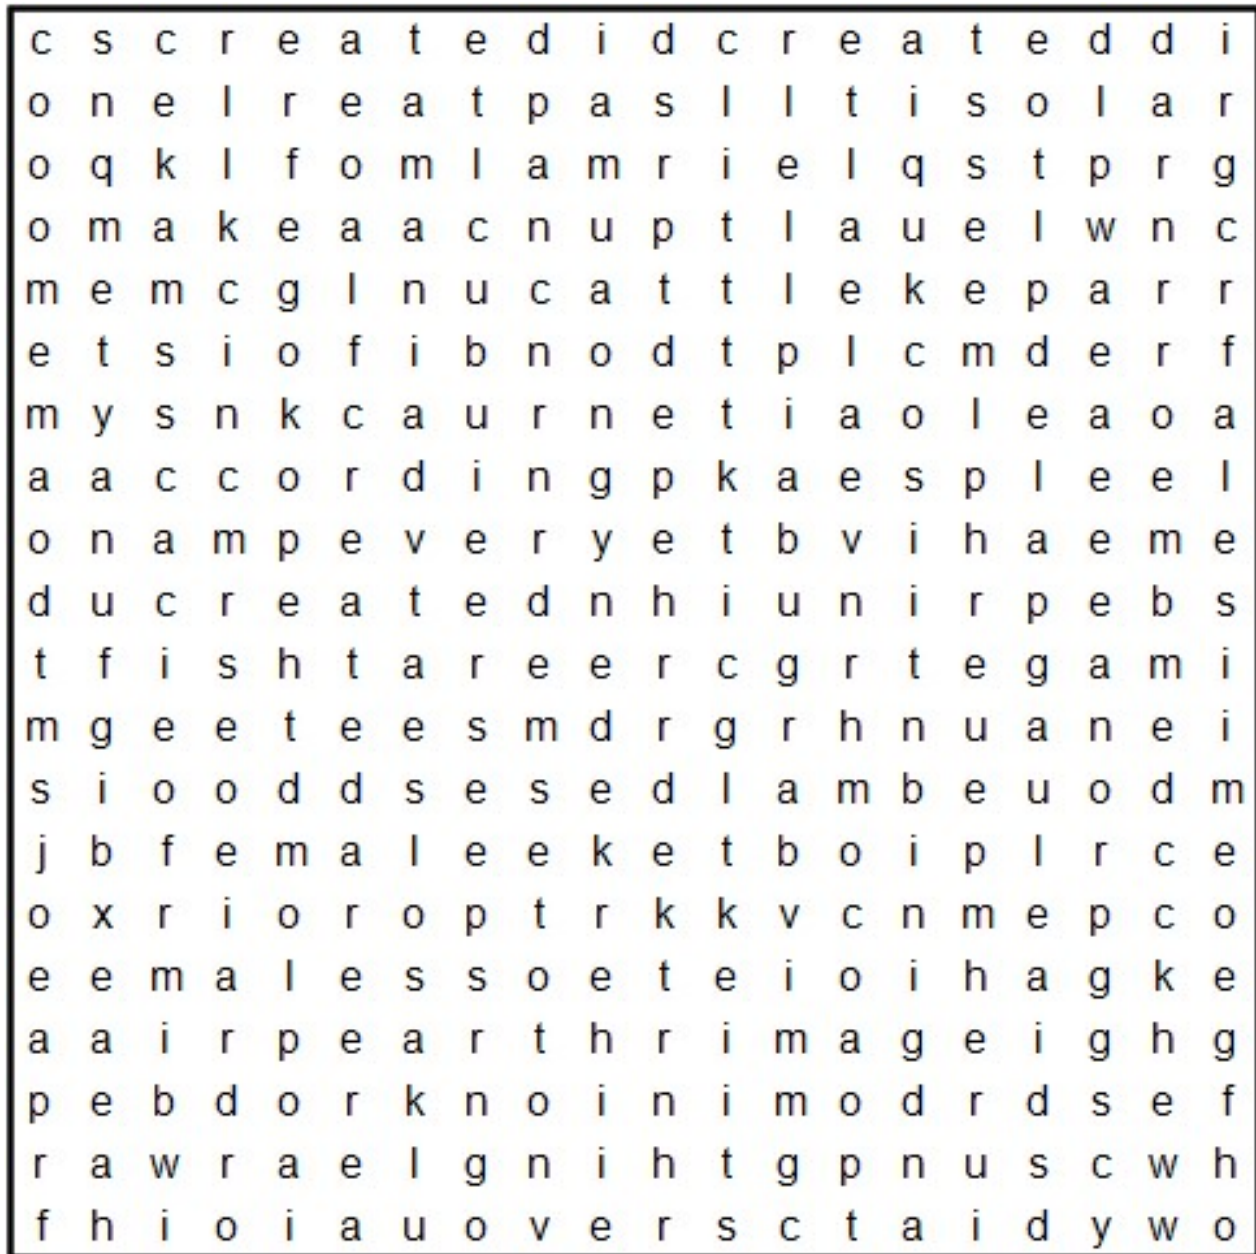 c s c r e a t e d i d c r e a t e d d i
o n e l r e a t p a s l l t i s o l a r
o q k l f o m l a m r i e l q s t p r g
o m a k e a a c n u p t l a u e l w n c
m e m c g l n u c a t t l e k e p a r r
e t s i o f i b n o d t p l c m d e r f
m y s n k c a u r n e t i a o l e a o a
a a c c o r d i n g p k a e s p l e e l
o n a m p e v e r y e t b v i h a e m e
d u c r e a t e d n h i u n i r p e b s
t f i s h t a r e e r c g r t e g a m i
m g e e t e e s m d r g r h n u a n e i
s i o o d d s e s e d l a m b e u o d m
j b f e m a l e e k e t b o i p l r c e
o x r i o r o p t r k k v c n m e p c o
e e m a l e s s o e t e i o i h a g k e
a a i r p e a r t h r i m a g e i g h g
p e b d o r k n o i n i m o d r d s e f
r a w r a e l g n i h t g p n u s c w h
f h i o i a u o v e r s c t a i d y w o